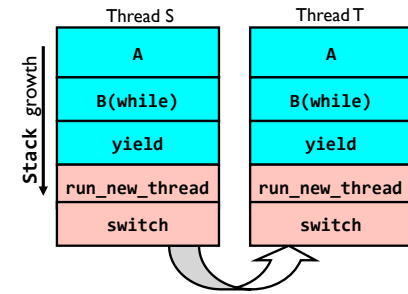 Thread S
Thread T
Stack growth
A
B(while)
yield
run_new_thread
switch
A
B(while)
yield
run_new_thread
switch